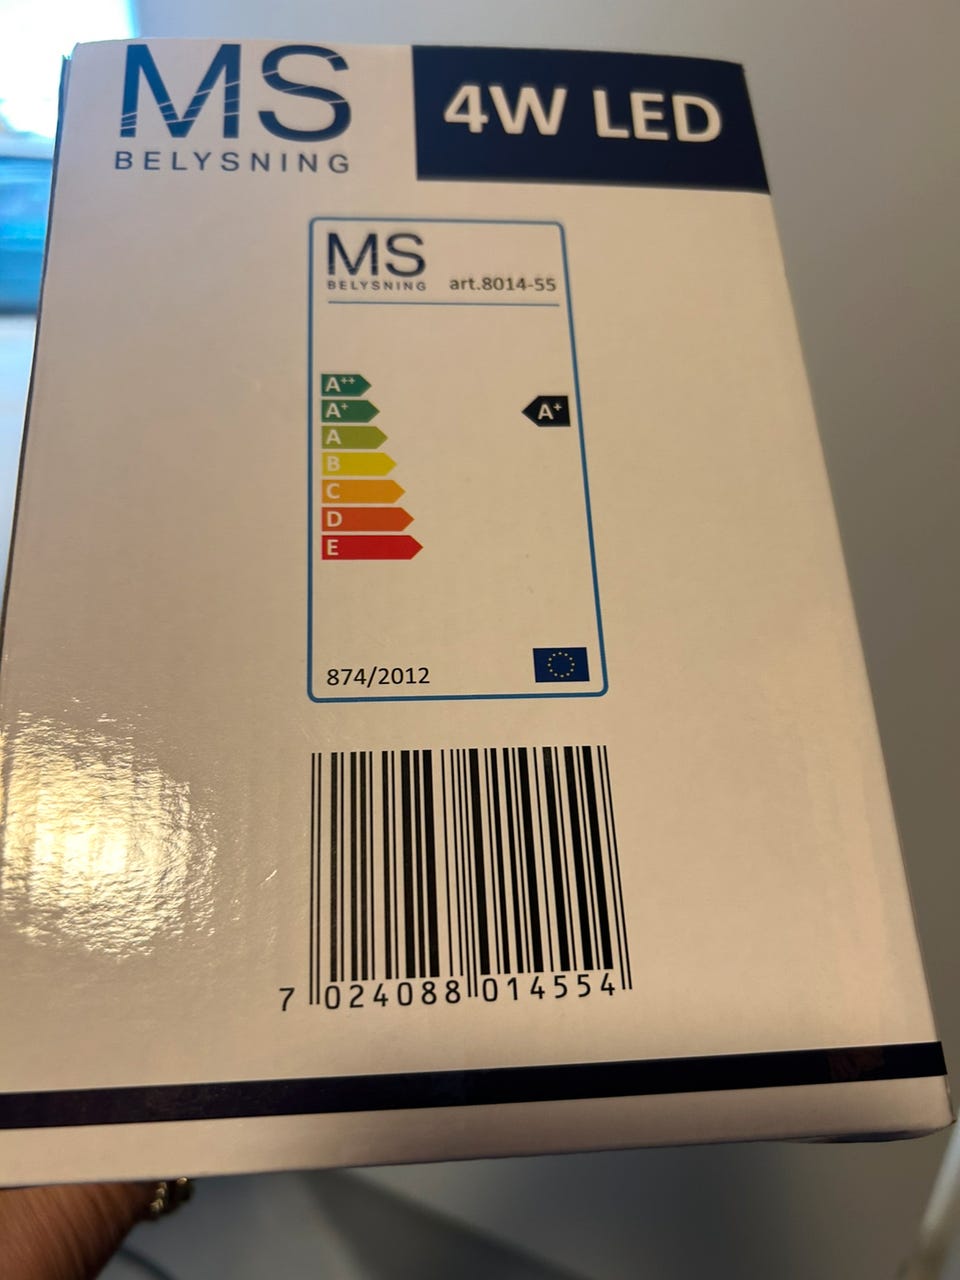 MS
BELYSNING
4W LED
MS
BELYSNING
art.8014-55
A++
A+
A
B
C
D
E
A+
874/2012
7 024088 014554